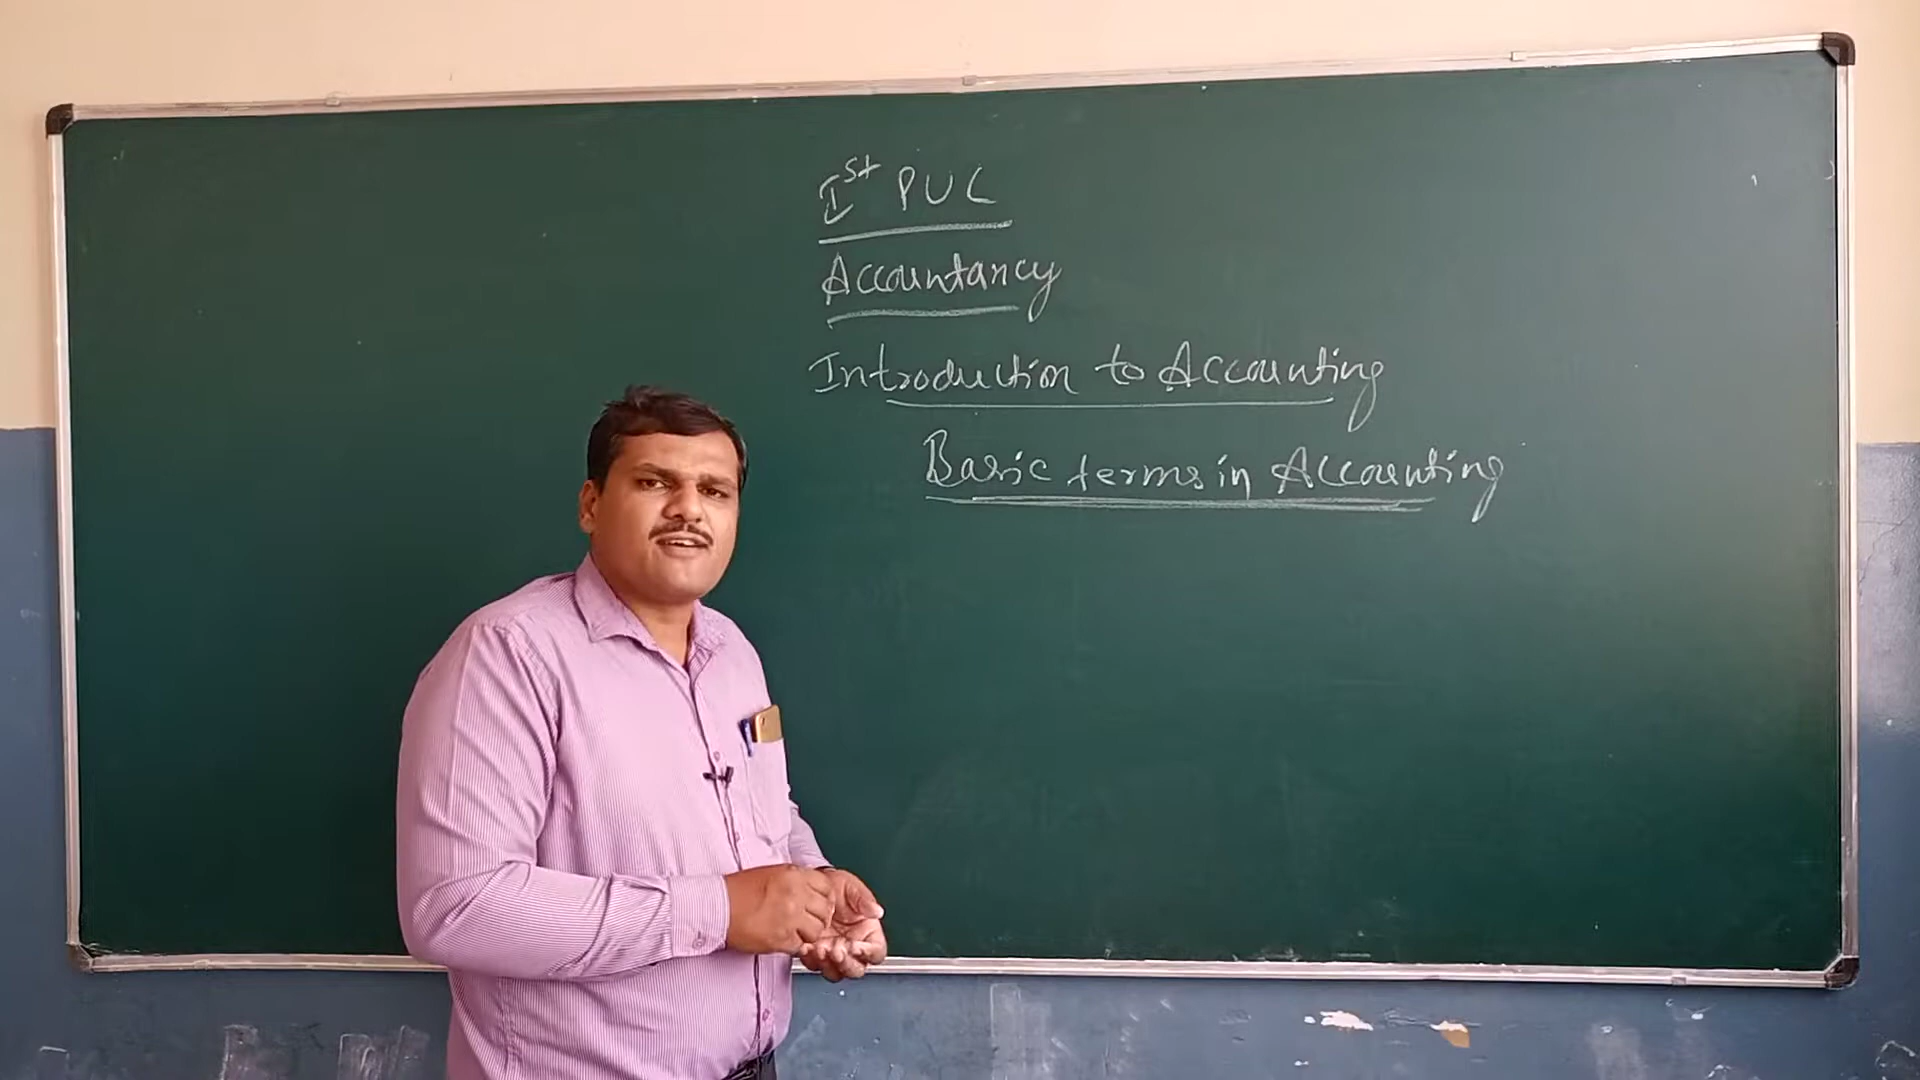 Ist PUC
Accountancy
Introduction to Accounting
Basic terms in Accounting